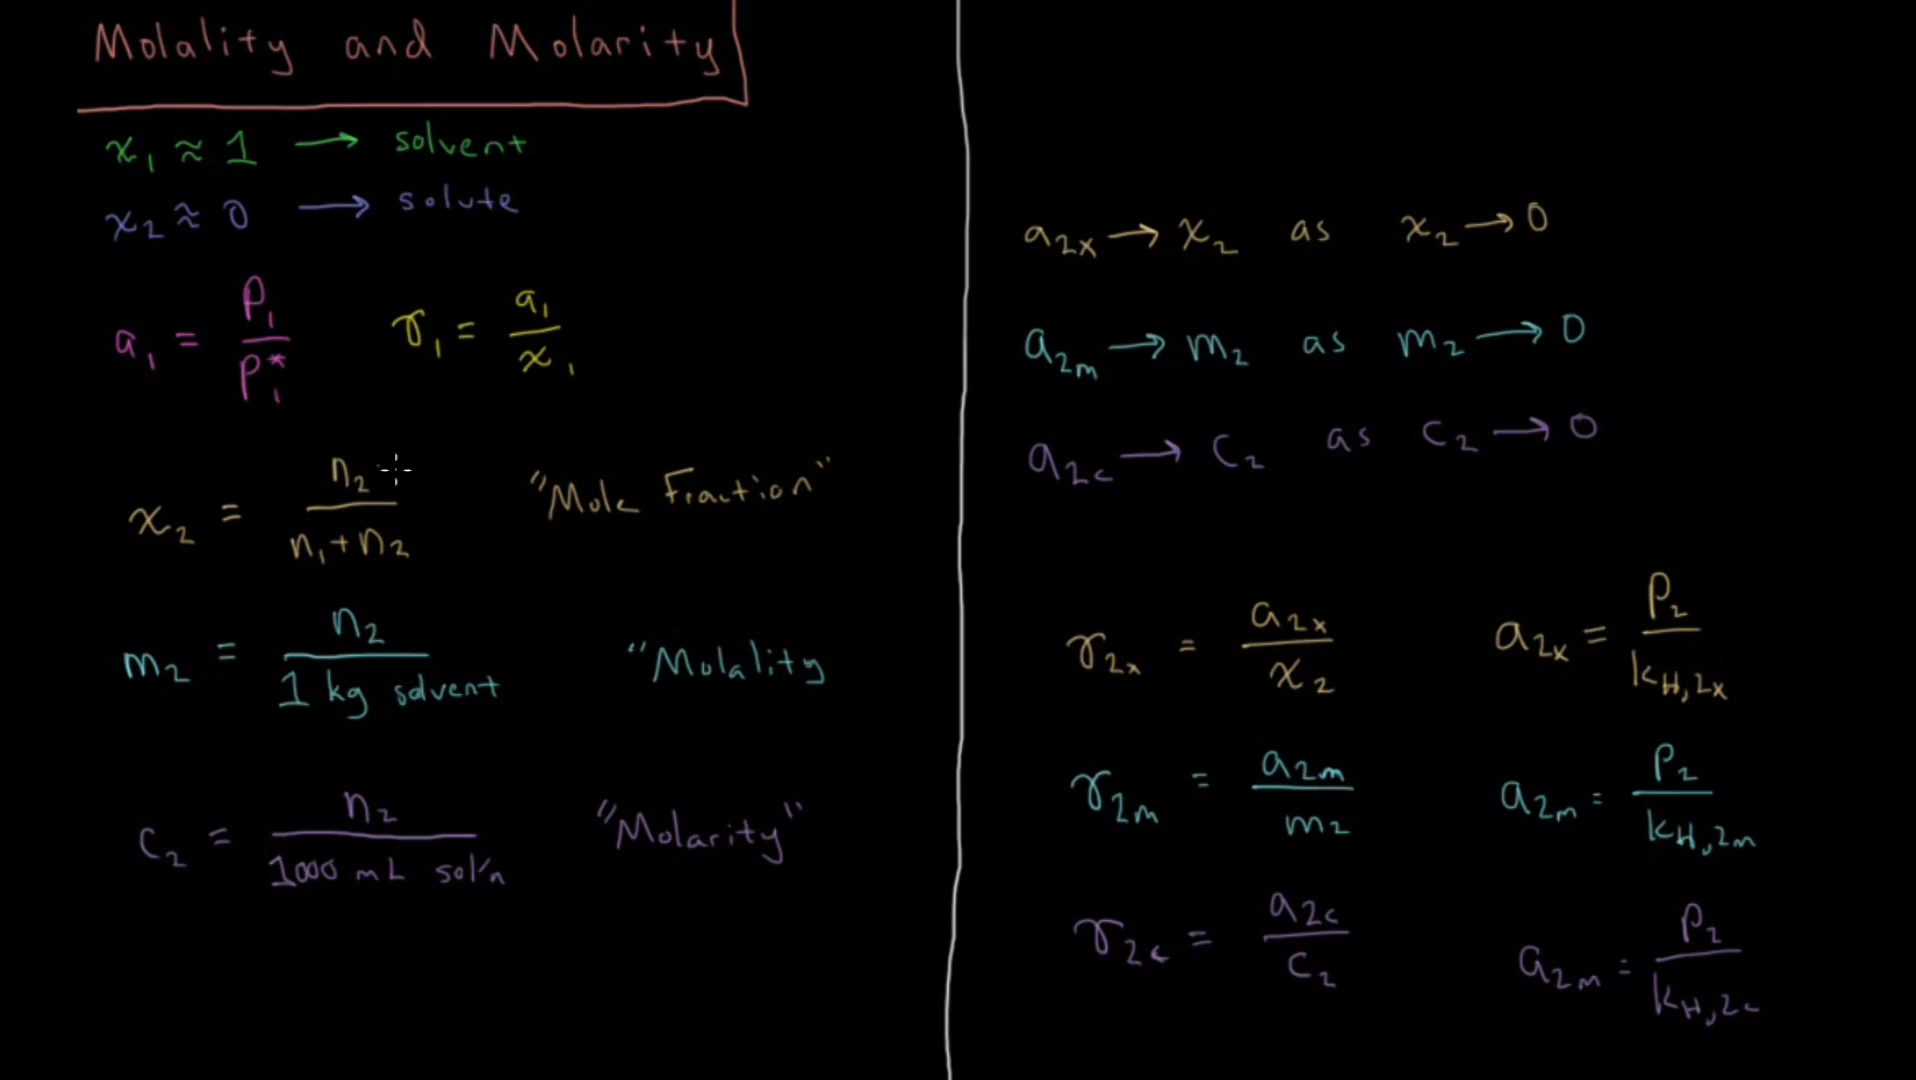 Molality and Molarity
x₁ ≈ 1 → solvent
x₂ ≈ 0 → solute
a₁ = P₁ / P₁* γ₁ = a₁ / x₁
x₂ = n₂ / n₁ + n₂ "Mole Fraction"
m₂ = n₂ / 1 kg solvent "Molality
c₂ = n₂ / 1000 mL sol'n "Molarity"
a₂ₓ → x₂ as x₂ → 0
a₂ₘ → m₂ as m₂ → 0
a₂c → c₂ as c₂ → 0
γ₂ₓ = a₂ₓ / x₂ a₂ₓ = P₂ / k_H,2x
γ₂ₘ = a₂ₘ / m₂ a₂ₘ = P₂ / k_H,2m
γ₂c = a₂c / c₂ a₂ₘ = P₂ / k_H,2c